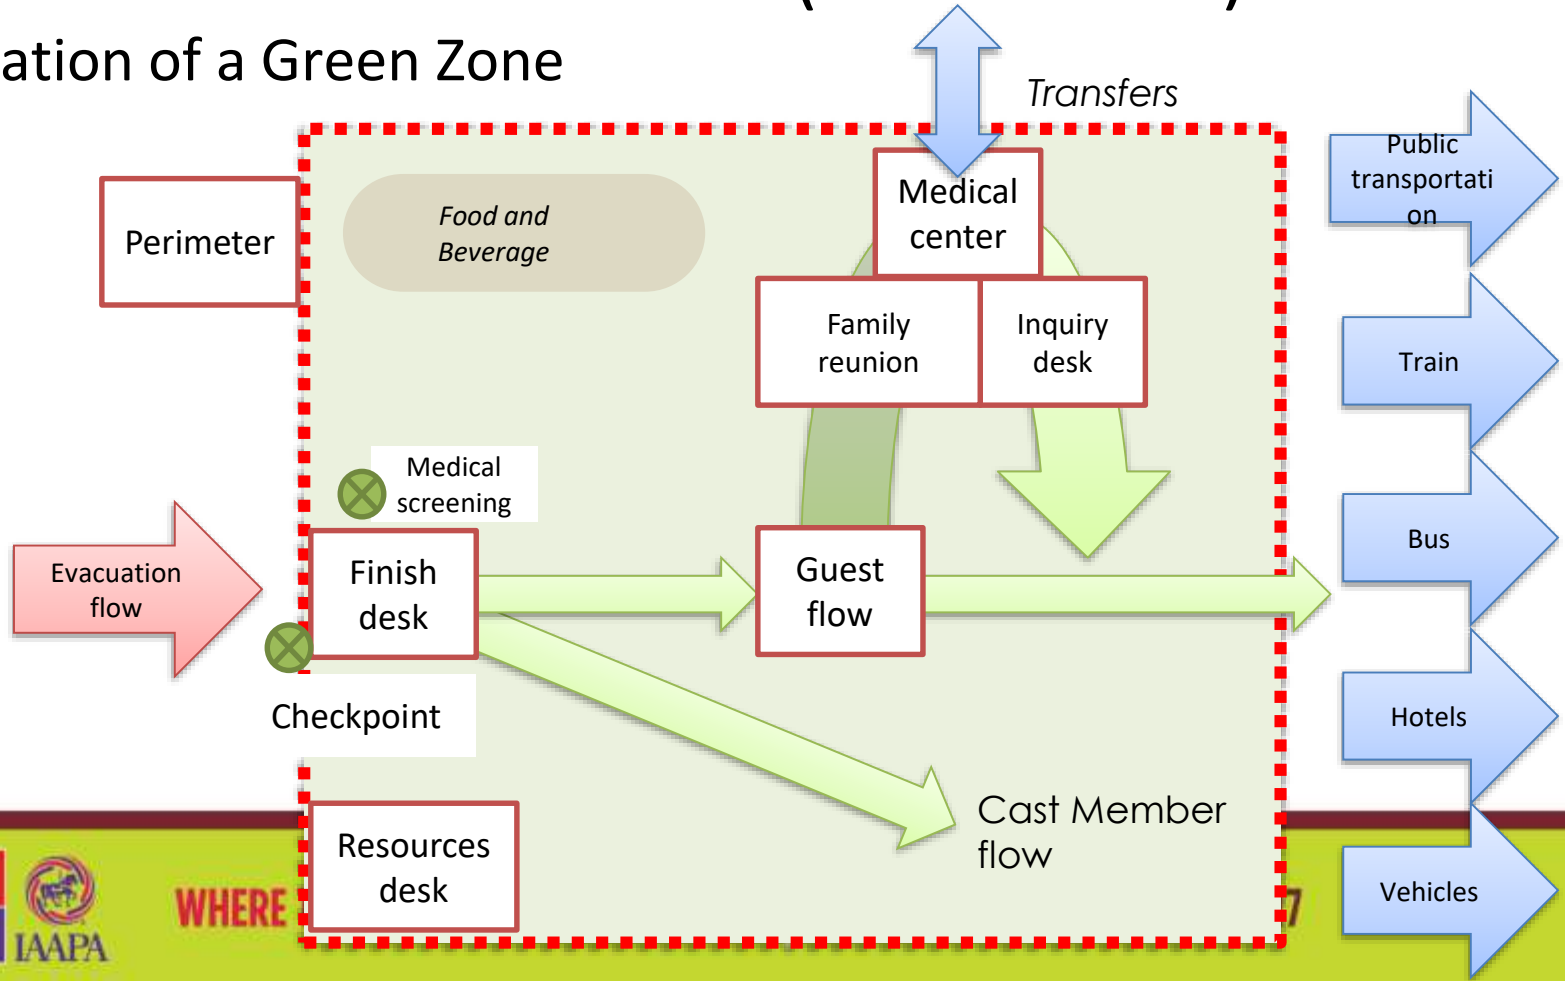 ation of a Green Zone
Transfers
Public
transportati
on
Medical
center
Perimeter
Food and
Beverage
Family
reunion
Inquiry
desk
Train
Medical
screening
Evacuation
flow
Finish
desk
Guest
flow
Bus
Checkpoint
Hotels
Cast Member
flow
Resources
desk
Vehicles
IAAPA
WHERE
7